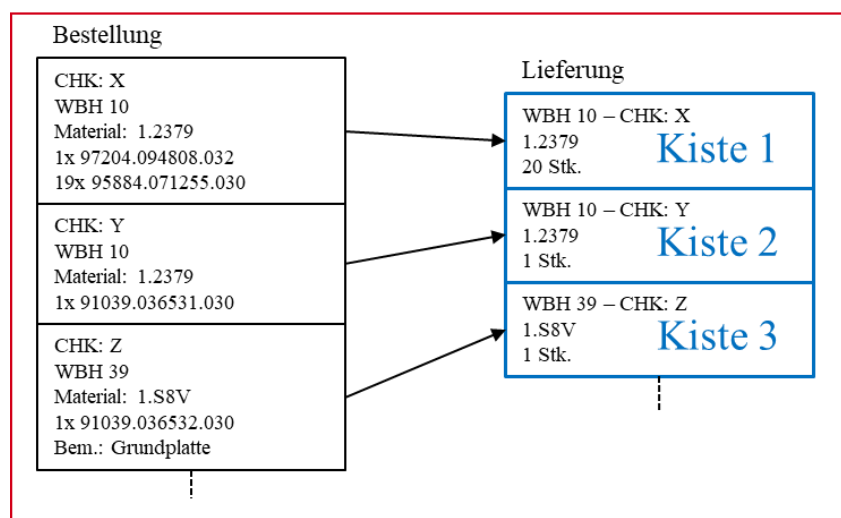 Bestellung
CHK: X
WBH 10
Material: 1.2379
1x 97204.094808.032
19x 95884.071255.030
CHK: Y
WBH 10
Material: 1.2379
1x 91039.036531.030
CHK: Z
WBH 39
Material: 1.S8V
1x 91039.036532.030
Bem.: Grundplatte
Lieferung
WBH 10 – CHK: X
1.2379
20 Stk.
Kiste 1
WBH 10 – CHK: Y
1.2379
1 Stk.
Kiste 2
WBH 39 – CHK: Z
1.S8V
1 Stk.
Kiste 3